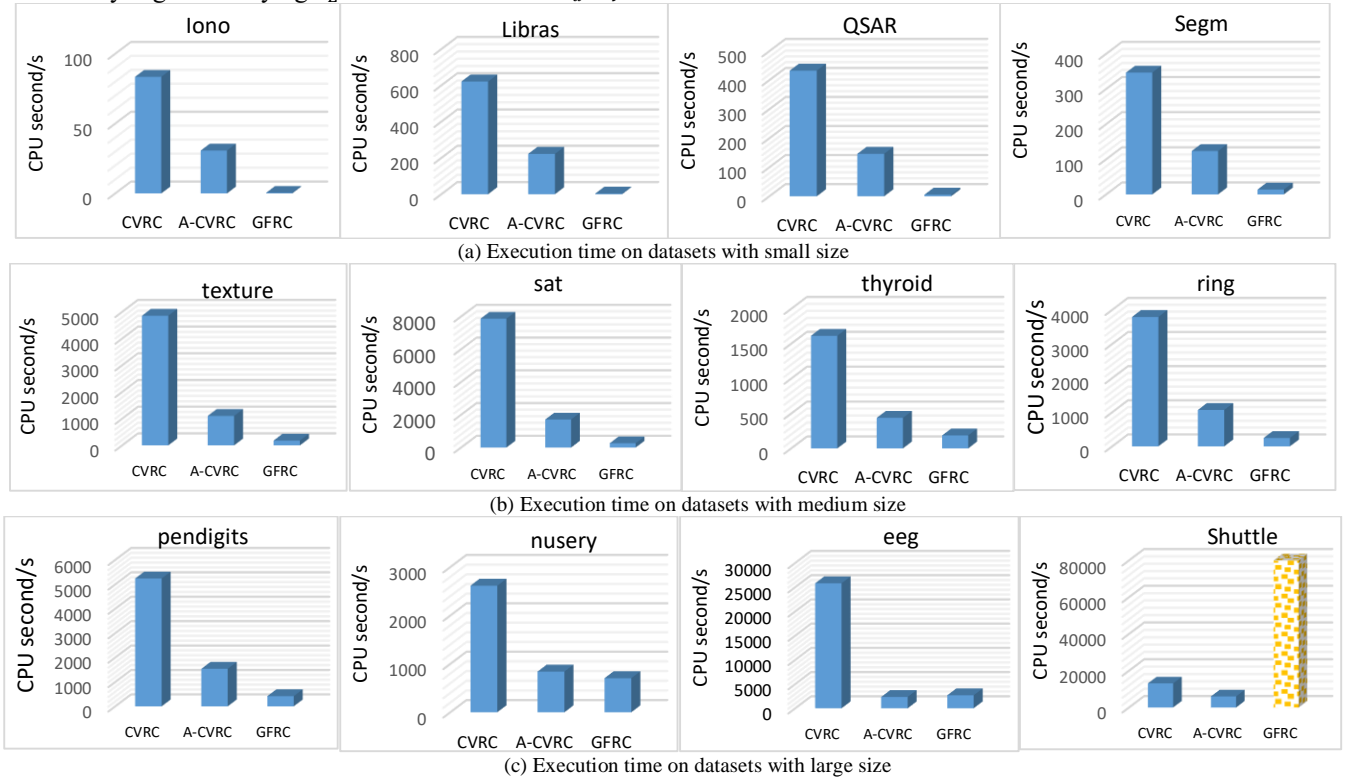 Iono
Libras
QSAR
Segm
CPU second/s
100
50
0
CVRC A-CVRC GFRC
CPU second/s
800
600
400
200
0
CVRC A-CVRC GFRC
CPU second/s
500
400
300
200
100
0
CVRC A-CVRC GFRC
CPU second/s
400
300
200
100
0
CVRC A-CVRC GFRC
(a) Execution time on datasets with small size
texture
sat
thyroid
ring
CPU second/s
5000
4000
3000
2000
1000
0
CVRC A-CVRC GFRC
CPU second/s
8000
6000
4000
2000
0
CVRC A-CVRC GFRC
CPU second/s
2000
1500
1000
500
0
CVRC A-CVRC GFRC
CPU second/s
4000
3000
2000
1000
0
CVRC A-CVRC GFRC
(b) Execution time on datasets with medium size
pendigits
nusery
eeg
Shuttle
CPU second/s
6000
5000
4000
3000
2000
1000
0
CVRC A-CVRC GFRC
CPU second/s
3000
2000
1000
0
CVRC A-CVRC GFRC
CPU second/s
30000
25000
20000
15000
10000
5000
0
CVRC A-CVRC GFRC
CPU second/s
80000
60000
40000
20000
0
CVRC A-CVRC GFRC
(c) Execution time on datasets with large size